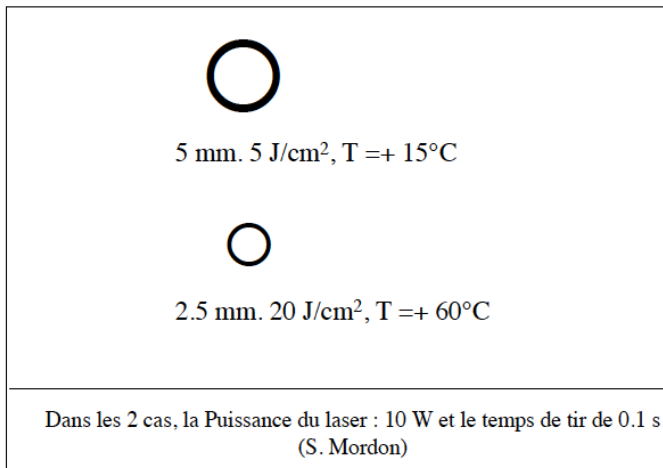 5 mm. 5 J/cm², T =+ 15°C
2.5 mm. 20 J/cm², T =+ 60°C
Dans les 2 cas, la Puissance du laser : 10 W et le temps de tir de 0.1 s
(S. Mordon)